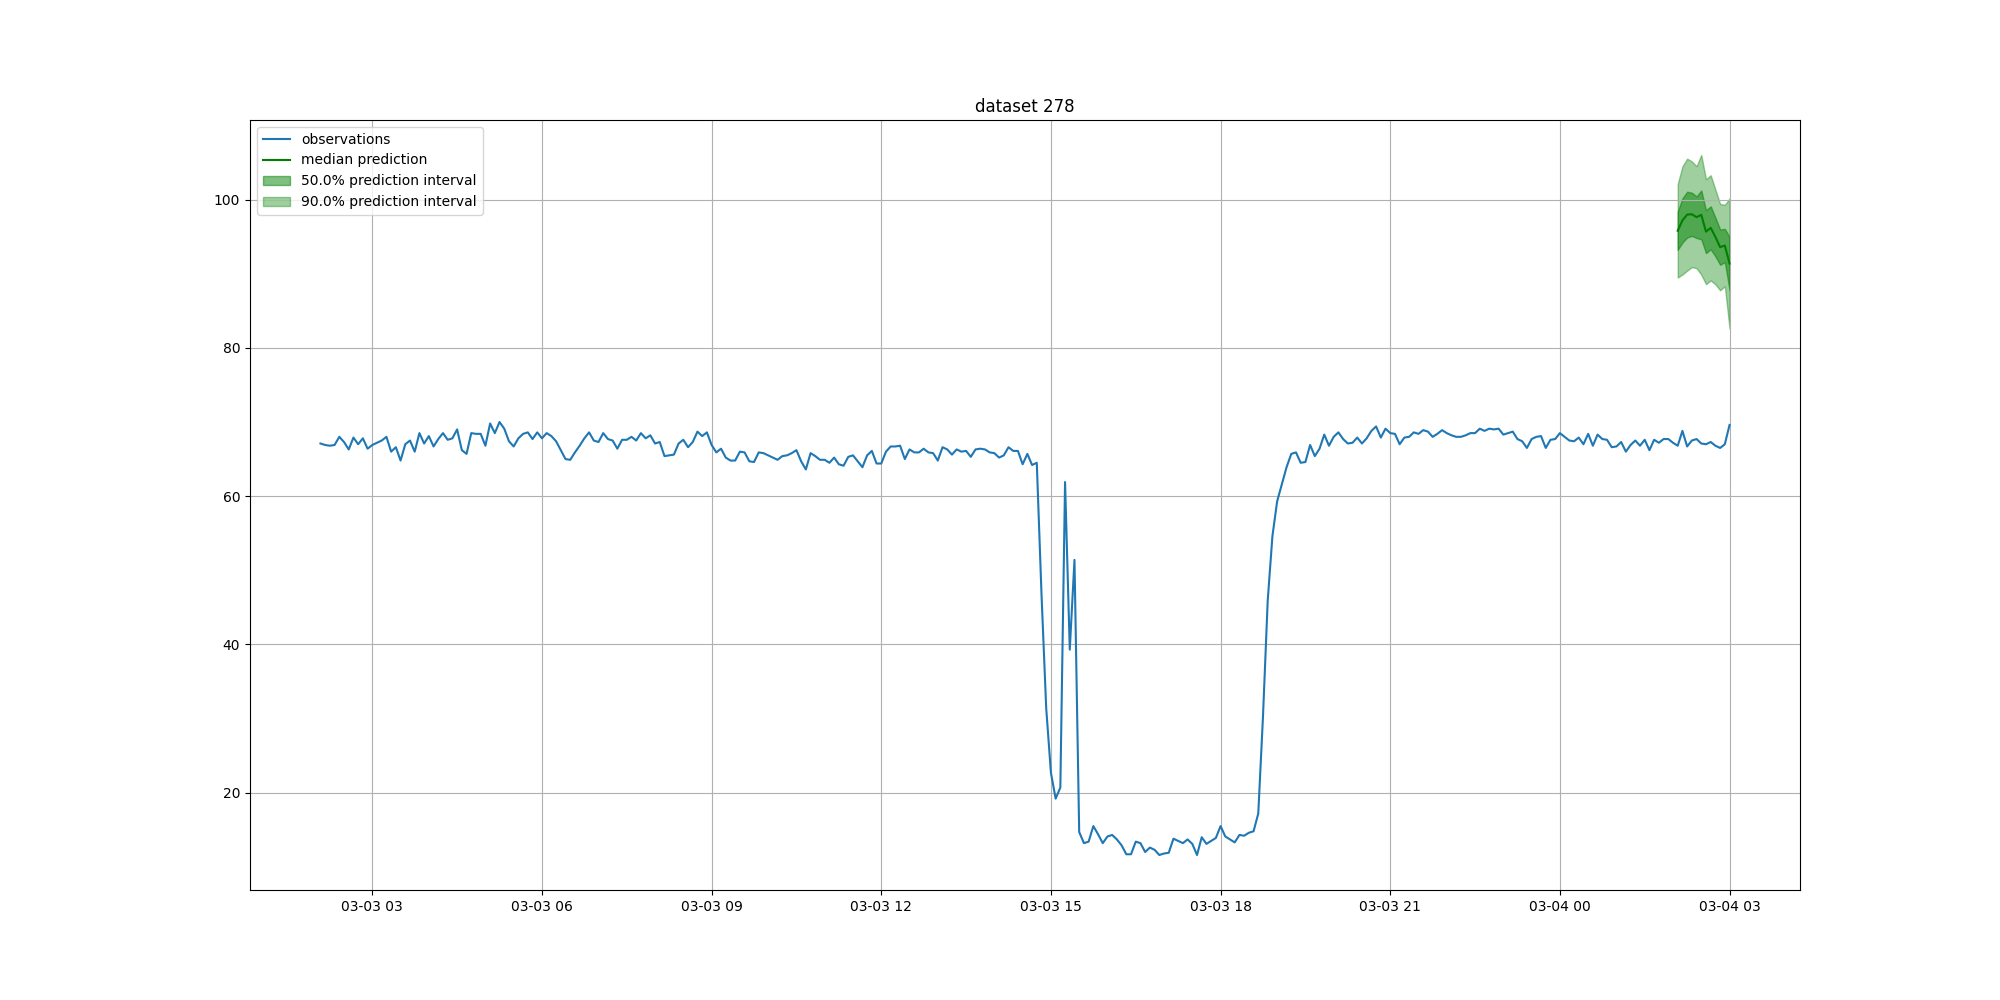 dataset 278
observations
median prediction
50.0% prediction interval
90.0% prediction interval
100
80
60
40
20
03-03 03
03-03 06
03-03 09
03-03 12
03-03 15
03-03 18
03-03 21
03-04 00
03-04 03